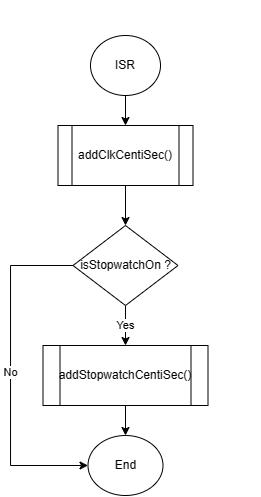 ISR
addClkCentiSec()
isStopwatchOn ?
Yes
No
addStopwatchCentiSec()
End